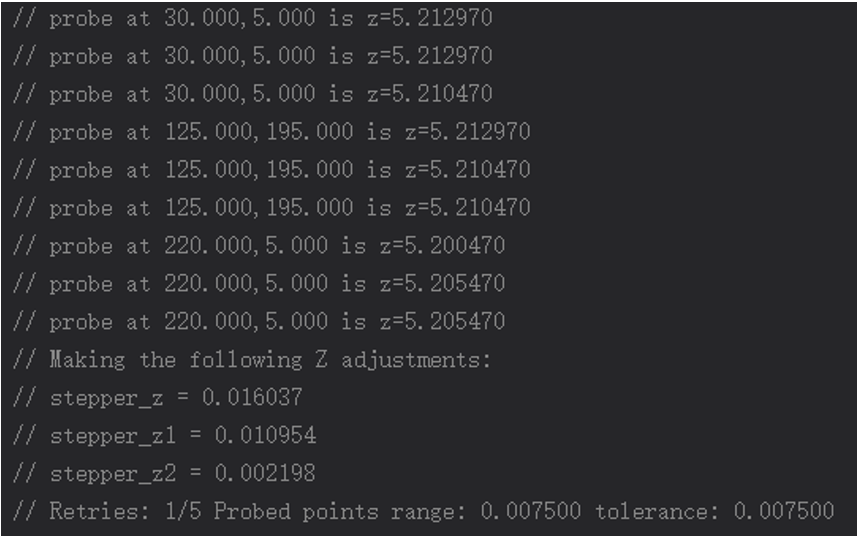 // probe at 30.000,5.000 is z=5.212970
// probe at 30.000,5.000 is z=5.212970
// probe at 30.000,5.000 is z=5.210470
// probe at 125.000,195.000 is z=5.212970
// probe at 125.000,195.000 is z=5.210470
// probe at 125.000,195.000 is z=5.210470
// probe at 220.000,5.000 is z=5.200470
// probe at 220.000,5.000 is z=5.205470
// probe at 220.000,5.000 is z=5.205470
// Making the following Z adjustments:
// stepper_z = 0.016037
// stepper_z1 = 0.010954
// stepper_z2 = 0.002198
// Retries: 1/5 Probed points range: 0.007500 tolerance: 0.007500